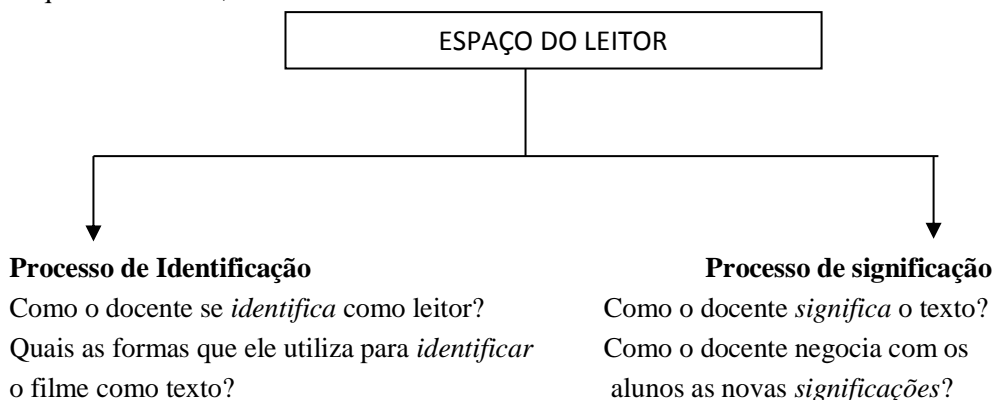 ESPAÇO DO LEITOR
Processo de Identificação
Como o docente se identifica como leitor?
Quais as formas que ele utiliza para identificar
o filme como texto?
Processo de significação
Como o docente significa o texto?
Como o docente negocia com os
alunos as novas significações?